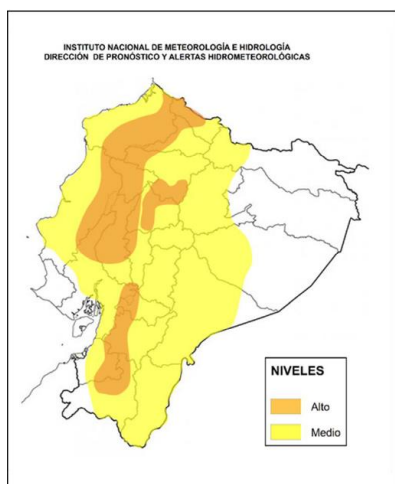 INSTITUTO NACIONAL DE METEOROLOGÍA E HIDROLOGÍA
DIRECCIÓN DE PRONÓSTICO Y ALERTAS HIDROMETEOROLÓGICAS
NIVELES
Alto
Medio